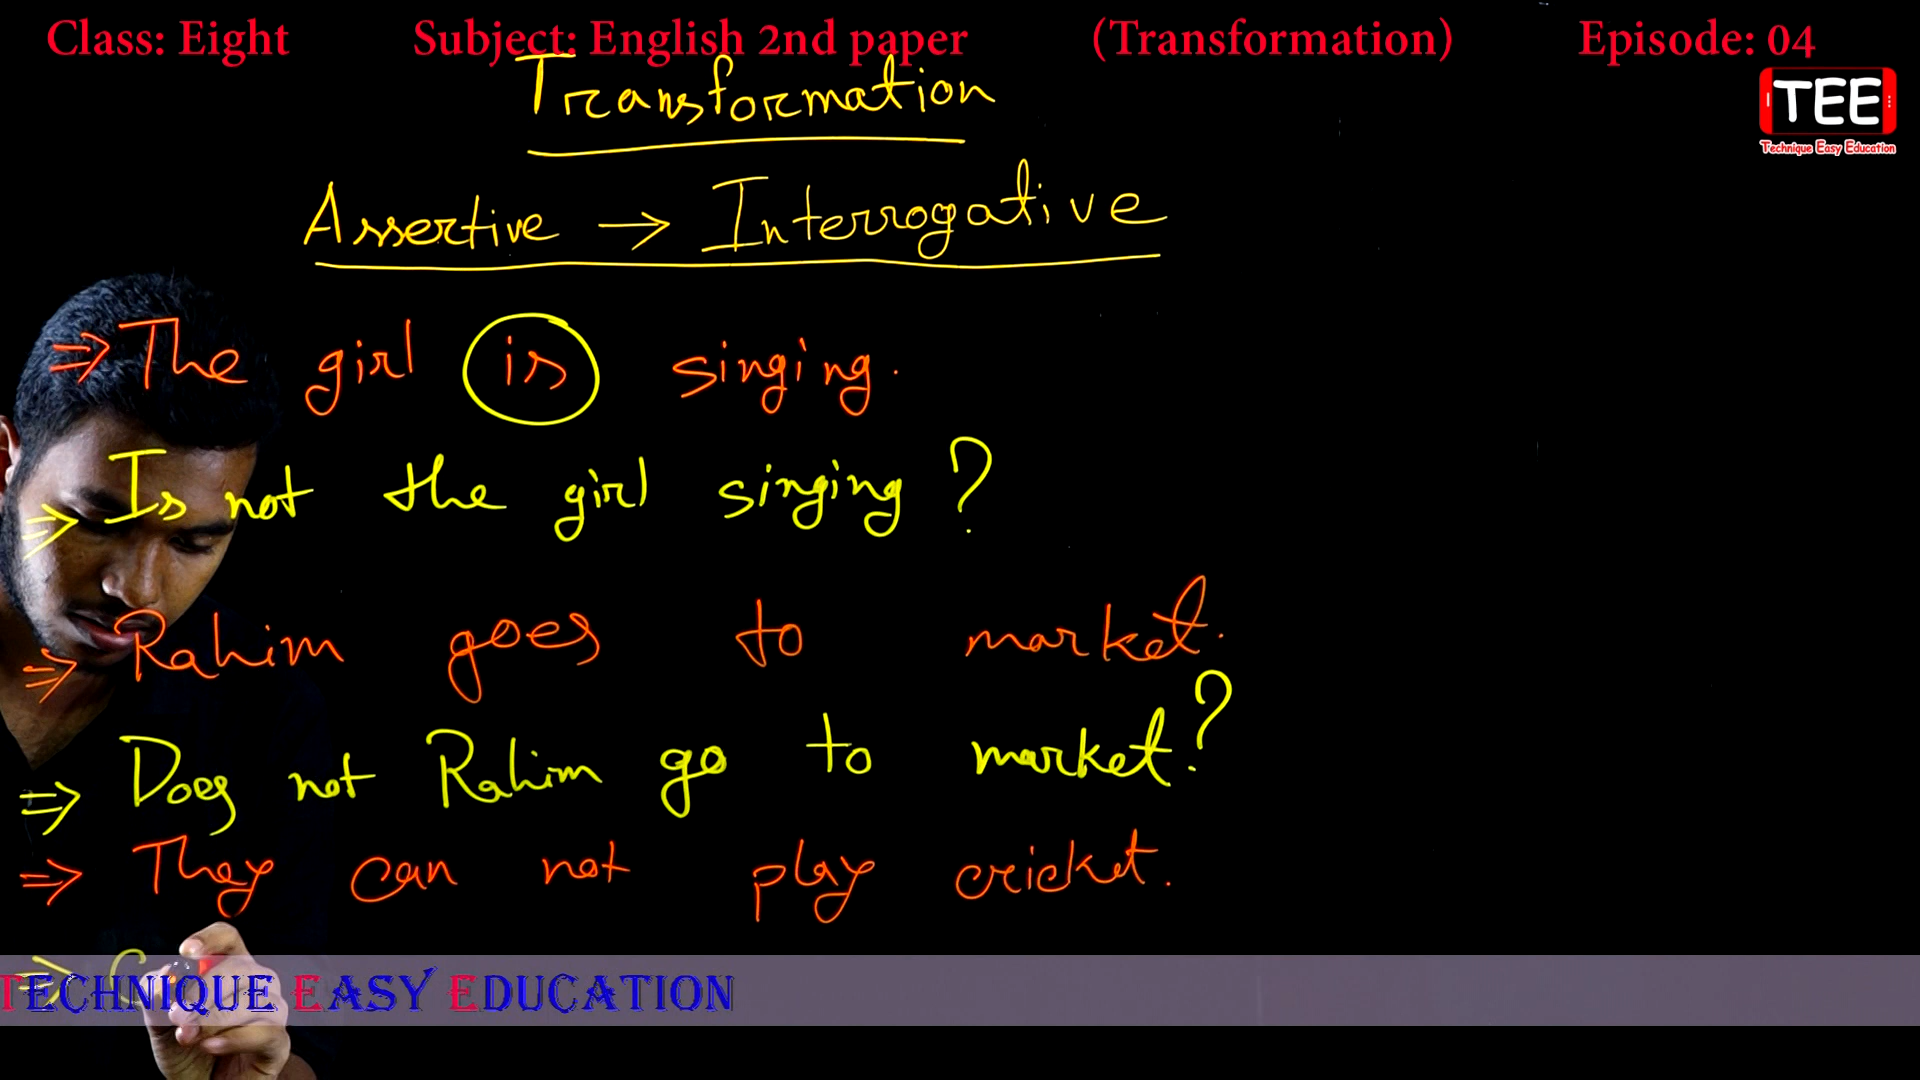 Class: Eight Subject: English 2nd paper (Transformation) Episode: 04
TEE
Technique Easy Education
Transformation
Assertive → Interrogative
⇒ The girl is singing.
⇒ Is not the girl singing?
⇒ Rahim goes to market.
⇒ Does not Rahim go to market?
⇒ They can not play cricket.
TECHNIQUE EASY EDUCATION